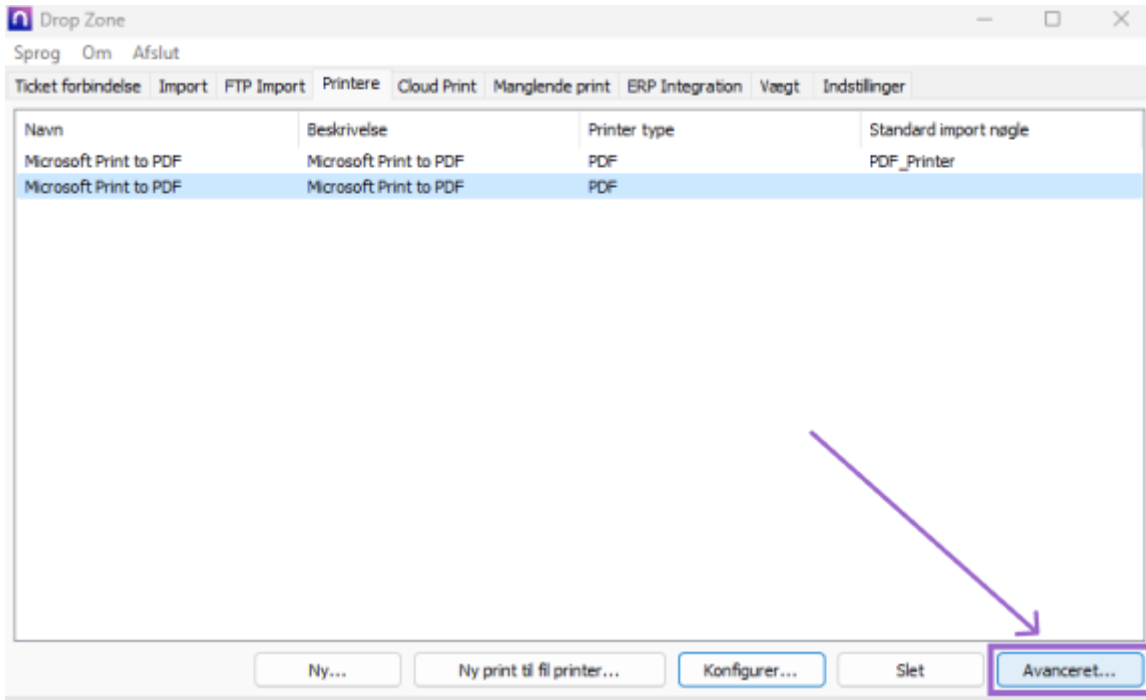 Drop Zone
Sprog Om Afslut
Ticket forbindelse Import FTP Import Printere Cloud Print Manglende print ERP Integration Vægt Indstillinger
Navn Beskrivelse Printer type Standard import nøgle
Microsoft Print to PDF Microsoft Print to PDF PDF PDF_Printer
Microsoft Print to PDF Microsoft Print to PDF PDF
Ny... Ny print til fil printer... Konfigurer... Slet Avanceret...